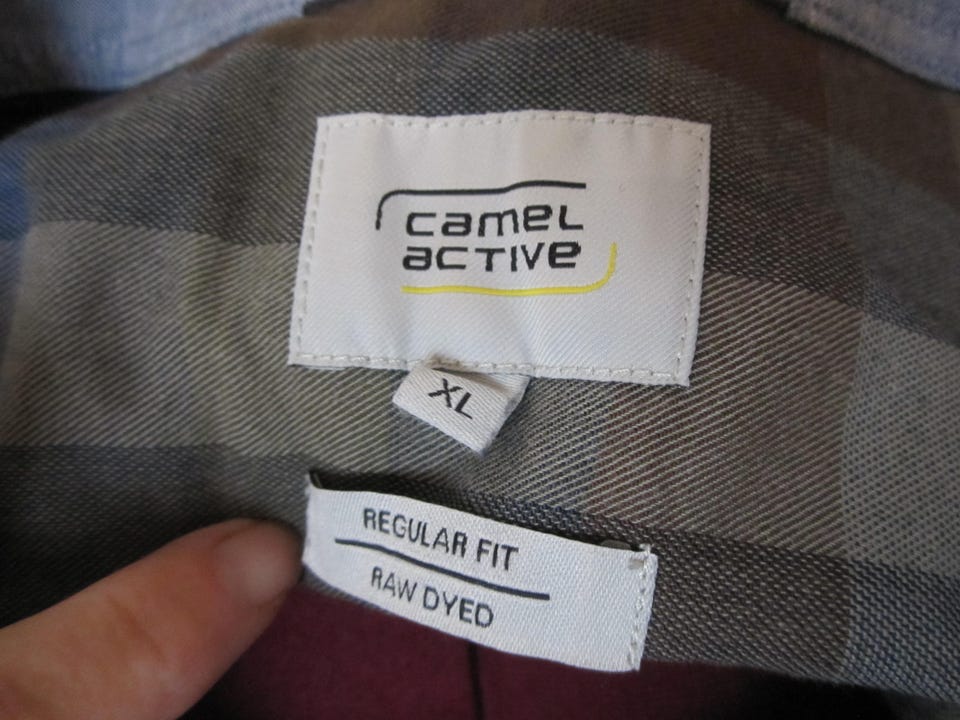 camel
active
XL
REGULAR FIT
RAW DYED